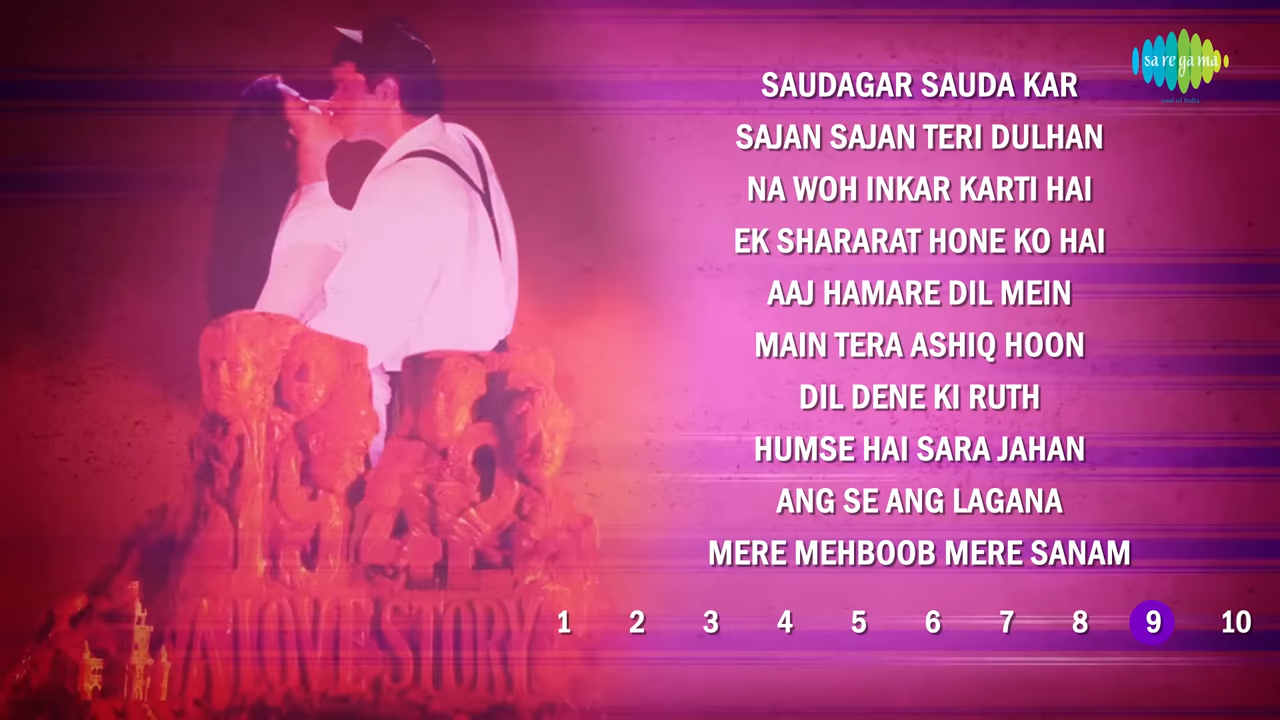 sa re ga ma
SAUDAGAR SAUDA KAR
SAJAN SAJAN TERI DULHAN
NA WOH INKAR KARTI HAI
EK SHARARAT HONE KO HAI
AAJ HAMARE DIL MEIN
MAIN TERA ASHIQ HOON
DIL DENE KI RUTH
HUMSE HAI SARA JAHAN
ANG SE ANG LAGANA
MERE MEHBOOB MERE SANAM
1 2 3 4 5 6 7 8 9 10
1942
A LOVE STORY